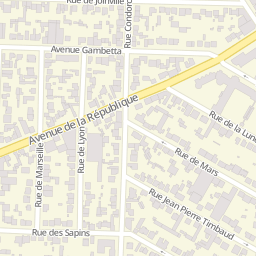 Rue de Joinville
Rue Condorc
Avenue Gambetta
Avenue de la République
Rue de la Lune
Rue de Marseille
Rue de Lyon
Rue de Mars
Rue Jean Pierre Timbaud
Rue des Sapins